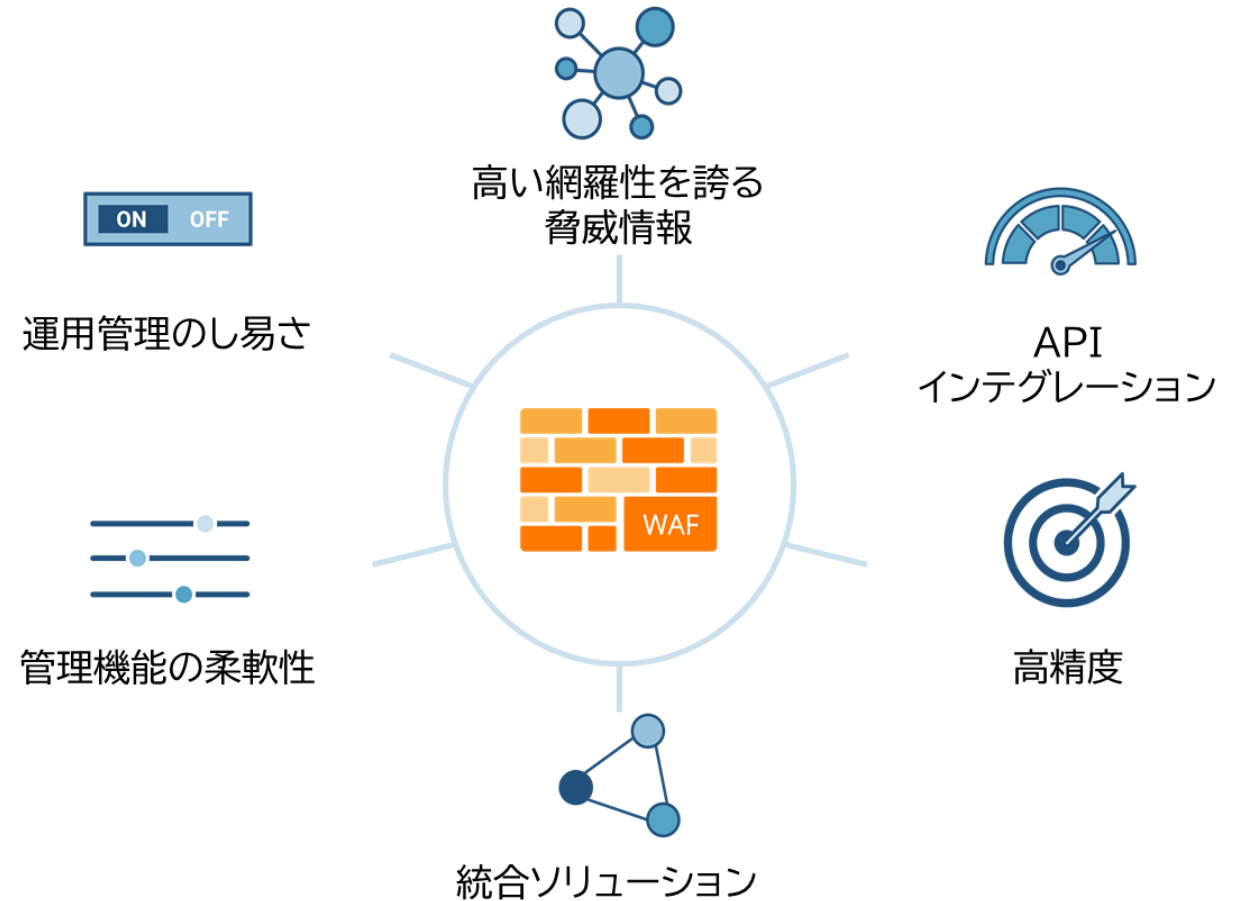 高い網羅性を誇る
脅威情報
ON OFF
運用管理のし易さ
API
インテグレーション
WAF
管理機能の柔軟性
高精度
統合ソリューション